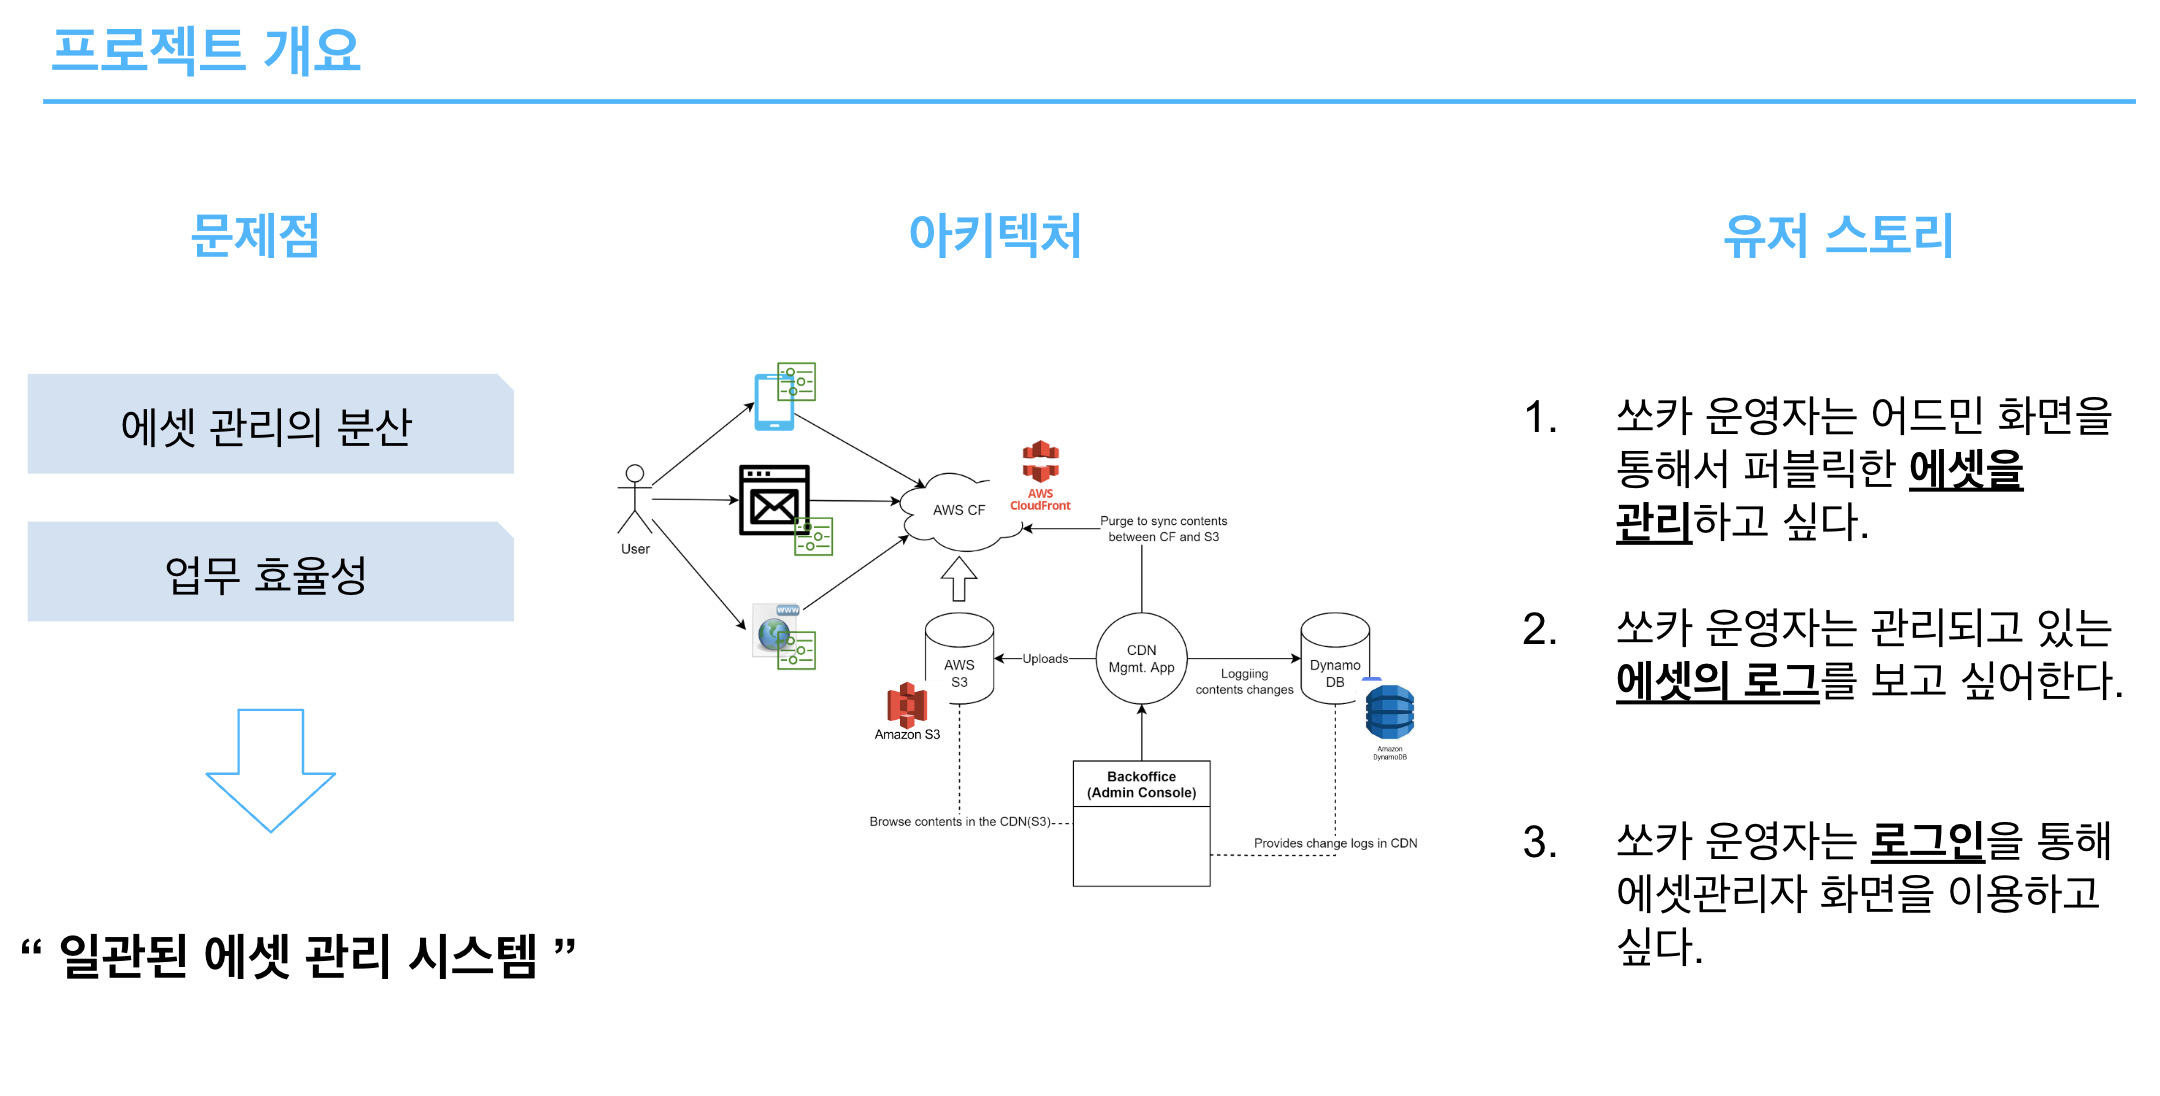 프로젝트 개요
문제점
에셋 관리의 분산
업무 효율성
“ 일관된 에셋 관리 시스템 ”
아키텍처
User
www
AWS CF
AWS
CloudFront
Purge to sync contents
between CF and S3
AWS
S3
Amazon S3
Uploads
CDN
Mgmt. App
Loggiing
contents changes
Dynamo
DB
Amazon
DynamoDB
Backoffice
(Admin Console)
Browse contents in the CDN(S3)
Provides change logs in CDN
유저 스토리
1. 쏘카 운영자는 어드민 화면을
통해서 퍼블릭한 에셋을
관리하고 싶다.
2. 쏘카 운영자는 관리되고 있는
에셋의 로그를 보고 싶어한다.
3. 쏘카 운영자는 로그인을 통해
에셋관리자 화면을 이용하고
싶다.